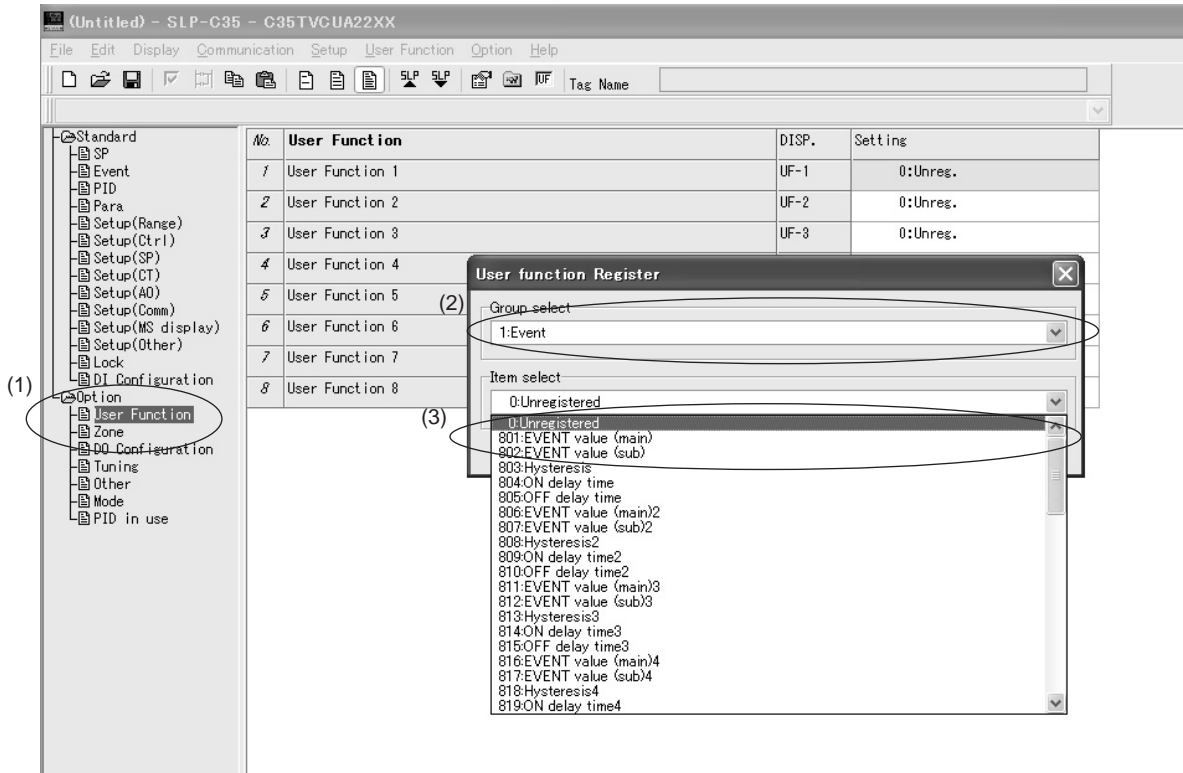 (Untitled) - SLP-C35 - C35TVCUA22XX
File Edit Display Communication Setup User Function Option Help
SLP SLP UF Tag Name
Standard
SP
Event
PID
Para
Setup(Range)
Setup(Ctrl)
Setup(SP)
Setup(CT)
Setup(AO)
Setup(Comm)
Setup(MS display)
Setup(Other)
Lock
DI Configuration
(1)
Option
User Function
Zone
DO Configuration
Tuning
Other
Mode
PID in use
No. User Function DISP. Setting
1 User Function 1 UF-1 0:Unreg.
2 User Function 2 UF-2 0:Unreg.
3 User Function 3 UF-3 0:Unreg.
4 User Function 4
5 User Function 5
6 User Function 6
7 User Function 7
8 User Function 8
User function Register
(2)
Group select
1:Event
Item select
0:Unregistered
(3)
0:Unregistered
801:EVENT value (main)
802:EVENT value (sub)
803:Hysteresis
804:ON delay time
805:OFF delay time
806:EVENT value (main)2
807:EVENT value (sub)2
808:Hysteresis2
809:ON delay time2
810:OFF delay time2
811:EVENT value (main)3
812:EVENT value (sub)3
813:Hysteresis3
814:ON delay time3
815:OFF delay time3
816:EVENT value (main)4
817:EVENT value (sub)4
818:Hysteresis4
819:ON delay time4